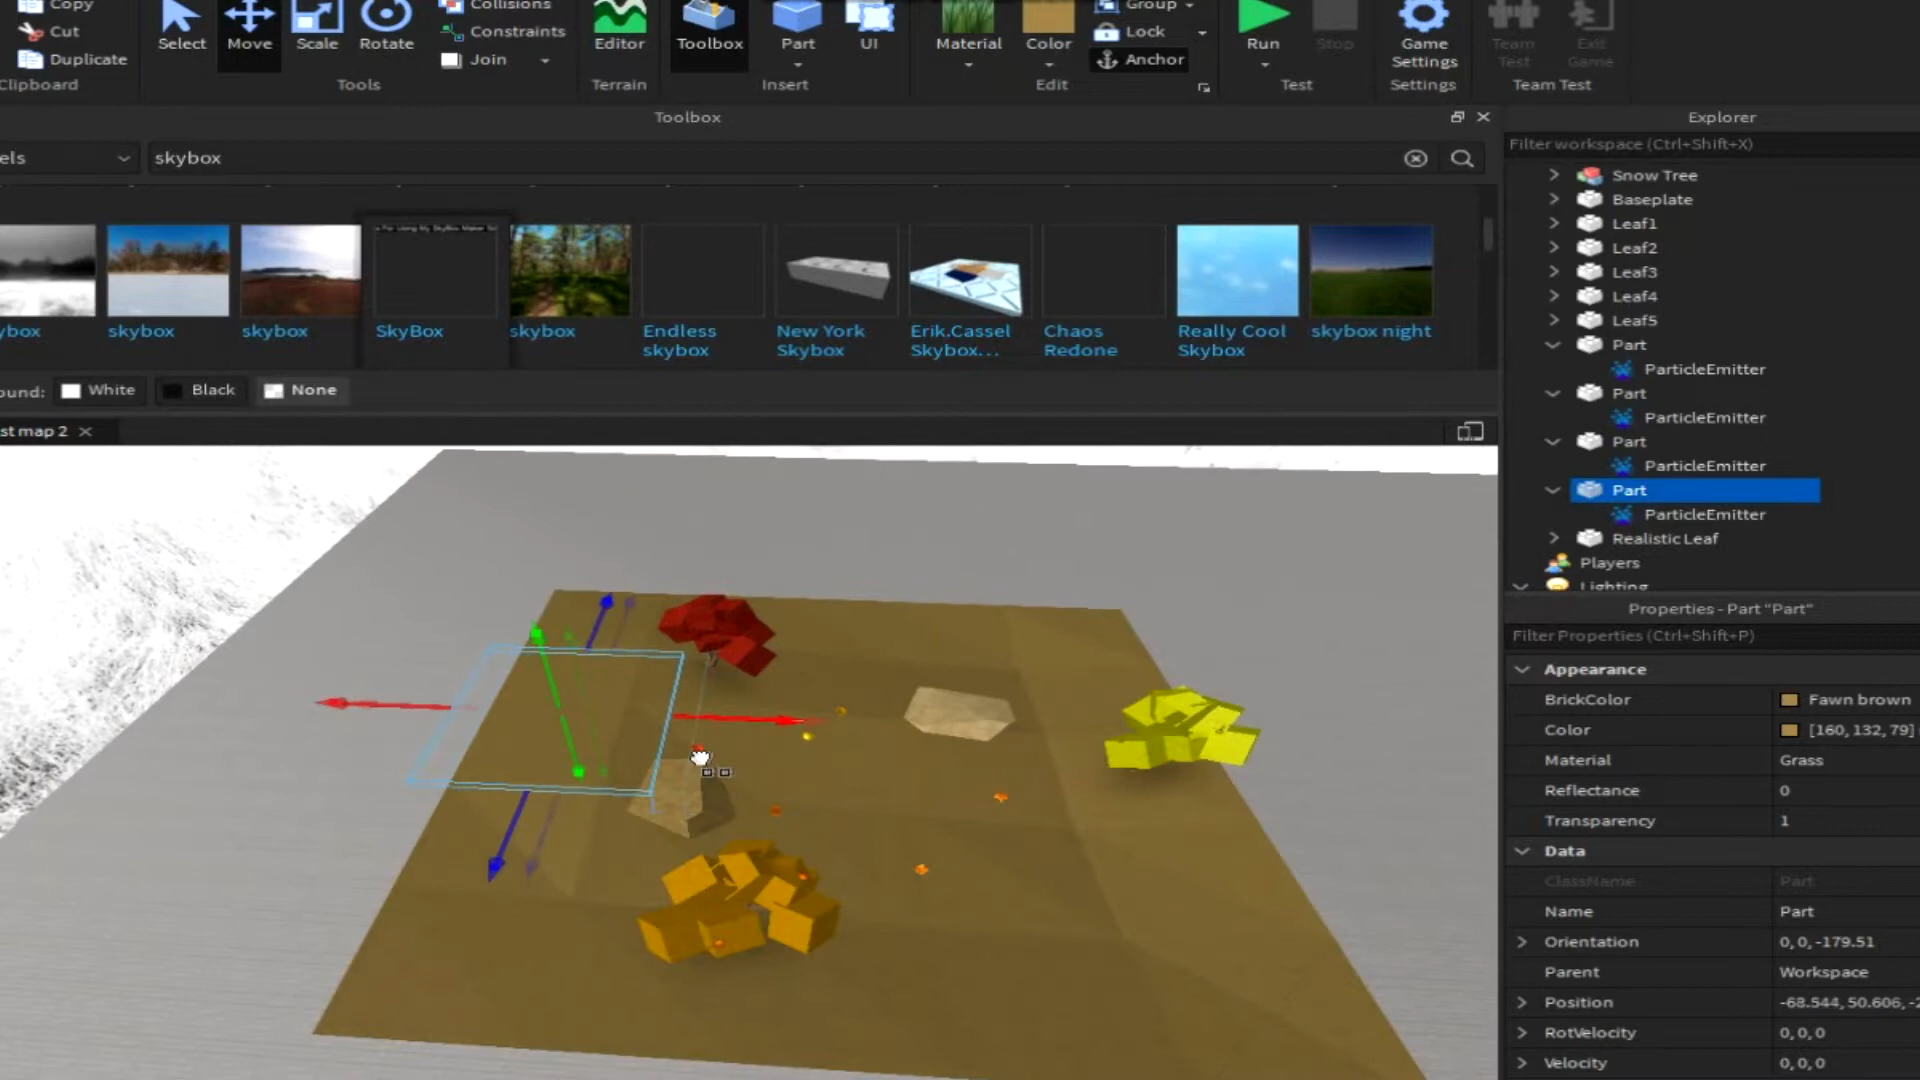 Copy
Cut
Duplicate
Clipboard
Select
Move
Scale
Rotate
Tools
Collisions
Constraints
Join
Editor
Terrain
Toolbox
Part
UI
Insert
Material
Color
Group
Lock
Anchor
Edit
Run
Stop
Test
Game Settings
Settings
Team Test
Exit Game
Team Test
Toolbox
els
skybox
ybox
skybox
skybox
SkyBox
skybox
Endless skybox
New York Skybox
Erik.Cassel Skybox...
Chaos Redone
Really Cool Skybox
skybox night
ound:
White
Black
None
st map 2
Explorer
Filter workspace (Ctrl+Shift+X)
Snow Tree
Baseplate
Leaf1
Leaf2
Leaf3
Leaf4
Leaf5
Part
ParticleEmitter
Part
ParticleEmitter
Part
ParticleEmitter
Part
ParticleEmitter
Realistic Leaf
Players
Lighting
Properties - Part "Part"
Filter Properties (Ctrl+Shift+P)
Appearance
BrickColor Fawn brown
Color [160, 132, 79]
Material Grass
Reflectance 0
Transparency 1
Data
ClassName Part
Name Part
Orientation 0, 0, -179.51
Parent Workspace
Position -68.544, 50.606, -2
RotVelocity 0, 0, 0
Velocity 0, 0, 0